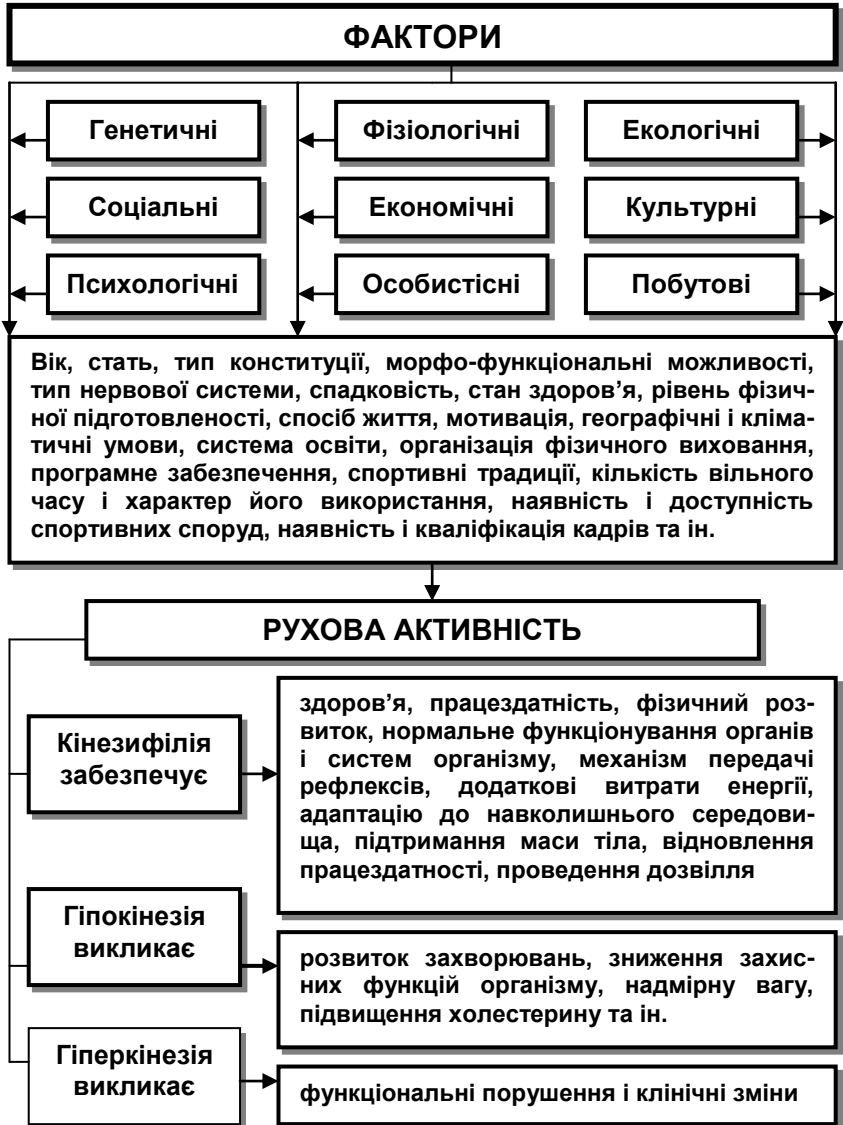 ФАКТОРИ
Генетичні
Фізіологічні
Екологічні
Соціальні
Економічні
Культурні
Психологічні
Особистісні
Побутові
Вік, стать, тип конституції, морфо-функціональні можливості,
тип нервової системи, спадковість, стан здоров'я, рівень фізич-
ної підготовленості, спосіб життя, мотивація, географічні і кліма-
тичні умови, система освіти, організація фізичного виховання,
програмне забезпечення, спортивні традиції, кількість вільного
часу і характер його використання, наявність і доступність
спортивних споруд, наявність і кваліфікація кадрів та ін.
РУХОВА АКТИВНІСТЬ
Кінезифілія
забезпечує
здоров'я, працездатність, фізичний роз-
виток, нормальне функціонування органів
і систем організму, механізм передачі
рефлексів, додаткові витрати енергії,
адаптацію до навколишнього середови-
ща, підтримання маси тіла, відновлення
працездатності, проведення дозвілля
Гіпокінезія
викликає
розвиток захворювань, зниження захис-
них функцій організму, надмірну вагу,
підвищення холестерину та ін.
Гіперкінезія
викликає
функціональні порушення і клінічні зміни